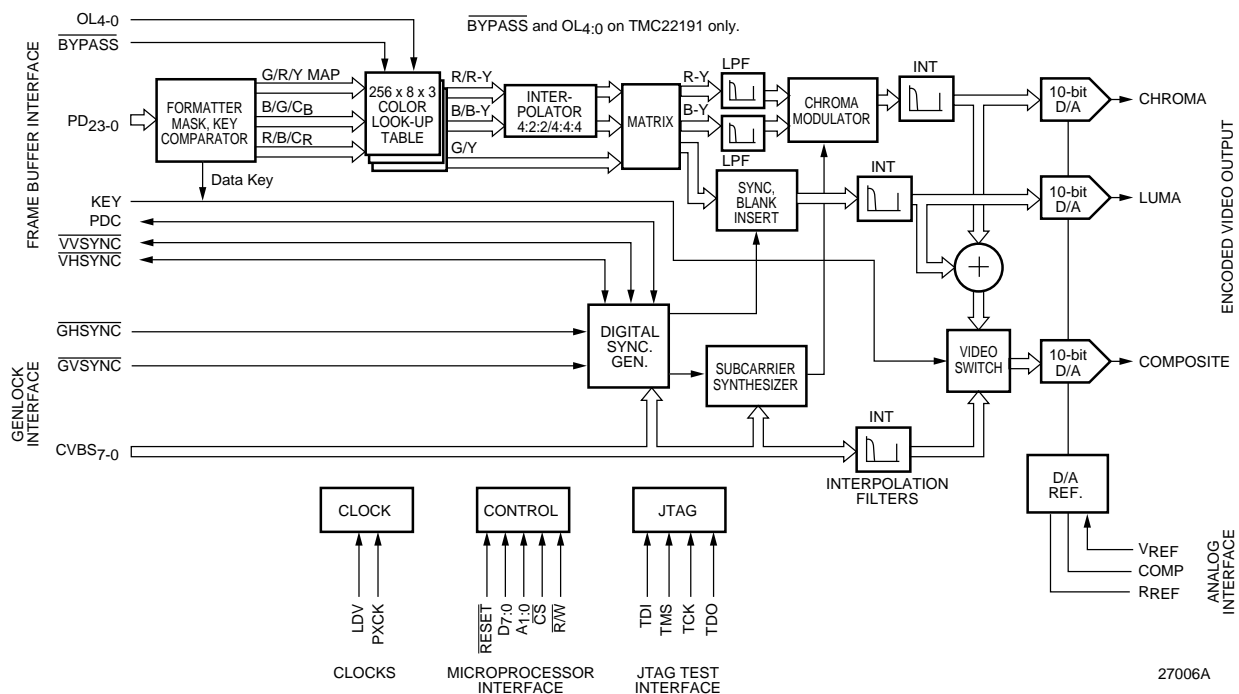 OL4-0
BYPASS
BYPASS and OL4:0 on TMC22191 only.
FRAME BUFFER INTERFACE
PD23-0
FORMATTER
MASK, KEY
COMPARATOR
G/R/Y MAP
B/G/CB
R/B/CR
Data Key
256 x 8 x 3
COLOR
LOOK-UP
TABLE
R/R-Y
B/B-Y
G/Y
INTER-
POLATOR
4:2:2/4:4:4
MATRIX
R-Y
B-Y
LPF
LPF
CHROMA
MODULATOR
INT
10-bit
D/A
CHROMA
KEY
PDC
VVSYNC
VHSYNC
SYNC,
BLANK
INSERT
INT
10-bit
D/A
LUMA
ENCODED VIDEO OUTPUT
+
GENLOCK
INTERFACE
GHSYNC
GVSYNC
CVBS7-0
DIGITAL
SYNC.
GEN.
SUBCARRIER
SYNTHESIZER
VIDEO
SWITCH
10-bit
D/A
COMPOSITE
INT
INTERPOLATION
FILTERS
D/A
REF.
VREF
COMP
RREF
ANALOG
INTERFACE
CLOCK
LDV
PXCK
CLOCKS
CONTROL
RESET
D7:0
A1:0
CS
R/W
MICROPROCESSOR
INTERFACE
JTAG
TDI
TMS
TCK
TDO
JTAG TEST
INTERFACE
27006A